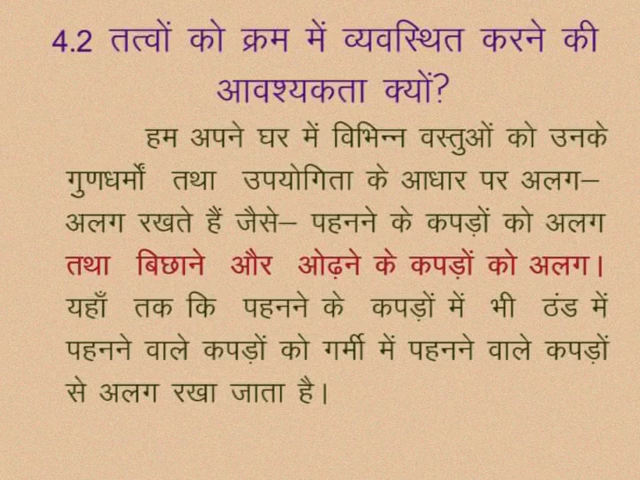 4.2 तत्वों को क्रम में व्यवस्थित करने की
आवश्यकता क्यों?
हम अपने घर में विभिन्न वस्तुओं को उनके
गुणधर्मों तथा उपयोगिता के आधार पर अलग–
अलग रखते हैं जैसे– पहनने के कपड़ों को अलग
तथा बिछाने और ओढ़ने के कपड़ों को अलग।
यहाँ तक कि पहनने के कपड़ों में भी ठंड में
पहनने वाले कपड़ों को गर्मी में पहनने वाले कपड़ों
से अलग रखा जाता है।